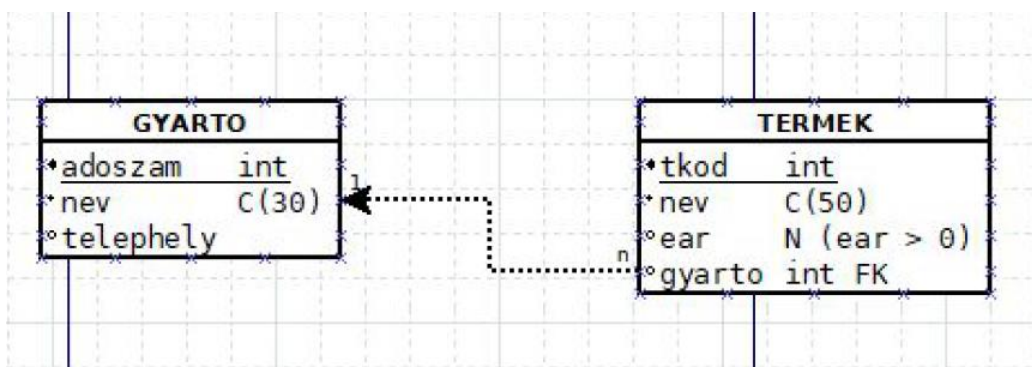 GYARTO
adoszam int
nev C(30)
telephely
1
n
TERMEK
tkod int
nev C(50)
ear N (ear > 0)
gyarto int FK